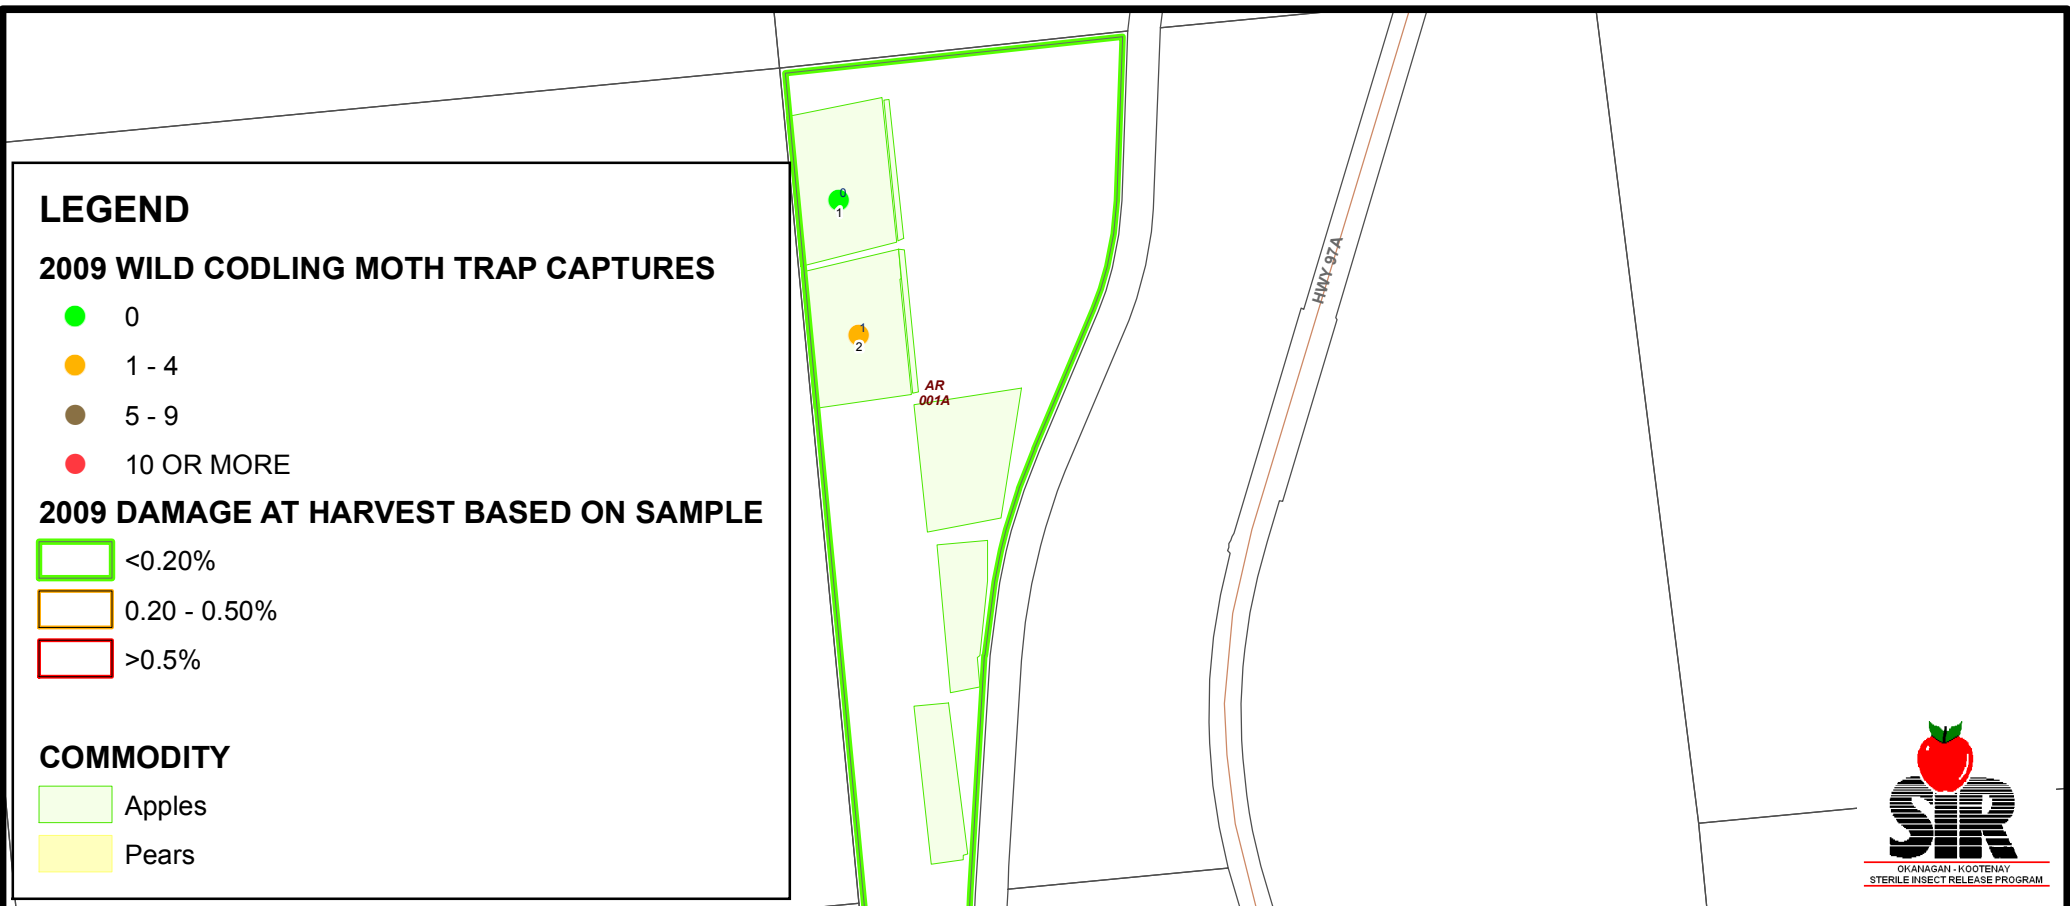 LEGEND
2009 WILD CODLING MOTH TRAP CAPTURES
0
1 - 4
5 - 9
10 OR MORE
2009 DAMAGE AT HARVEST BASED ON SAMPLE
<0.20%
0.20 - 0.50%
>0.5%
COMMODITY
Apples
Pears
0
1
1
2
AR
001A
HWY 97A
SIR
OKANAGAN - KOOTENAY
STERILE INSECT RELEASE PROGRAM